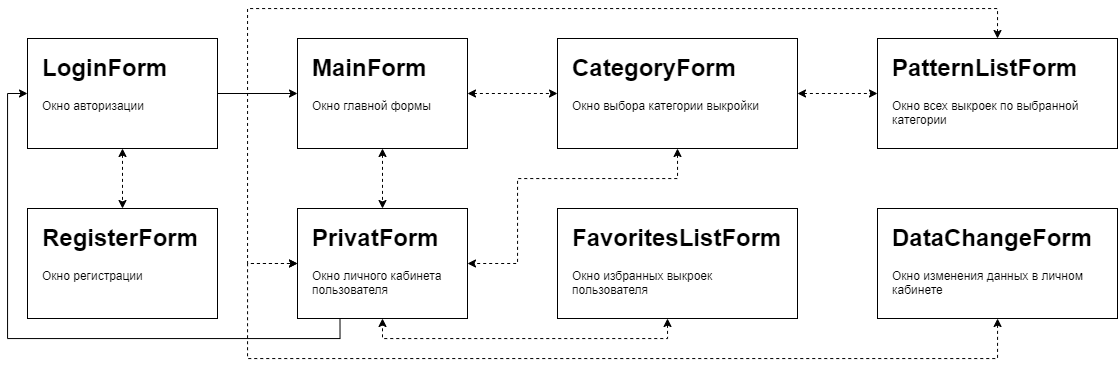 LoginForm
Окно авторизации
MainForm
Окно главной формы
CategoryForm
Окно выбора категории выкройки
PatternListForm
Окно всех выкроек по выбранной
категории
RegisterForm
Окно регистрации
PrivatForm
Окно личного кабинета
пользователя
FavoritesListForm
Окно избранных выкроек
пользователя
DataChangeForm
Окно изменения данных в личном
кабинете